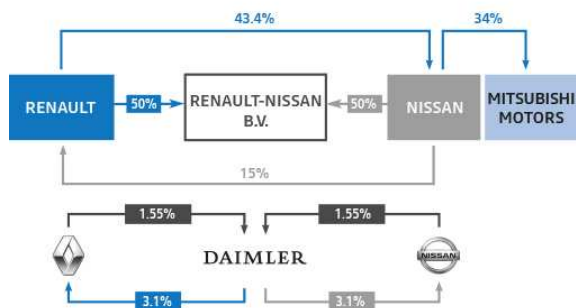 43.4%
34%
RENAULT
50%
RENAULT-NISSAN
B.V.
50%
NISSAN
MITSUBISHI
MOTORS
15%
1.55%
1.55%
DAIMLER
NISSAN
3.1%
3.1%